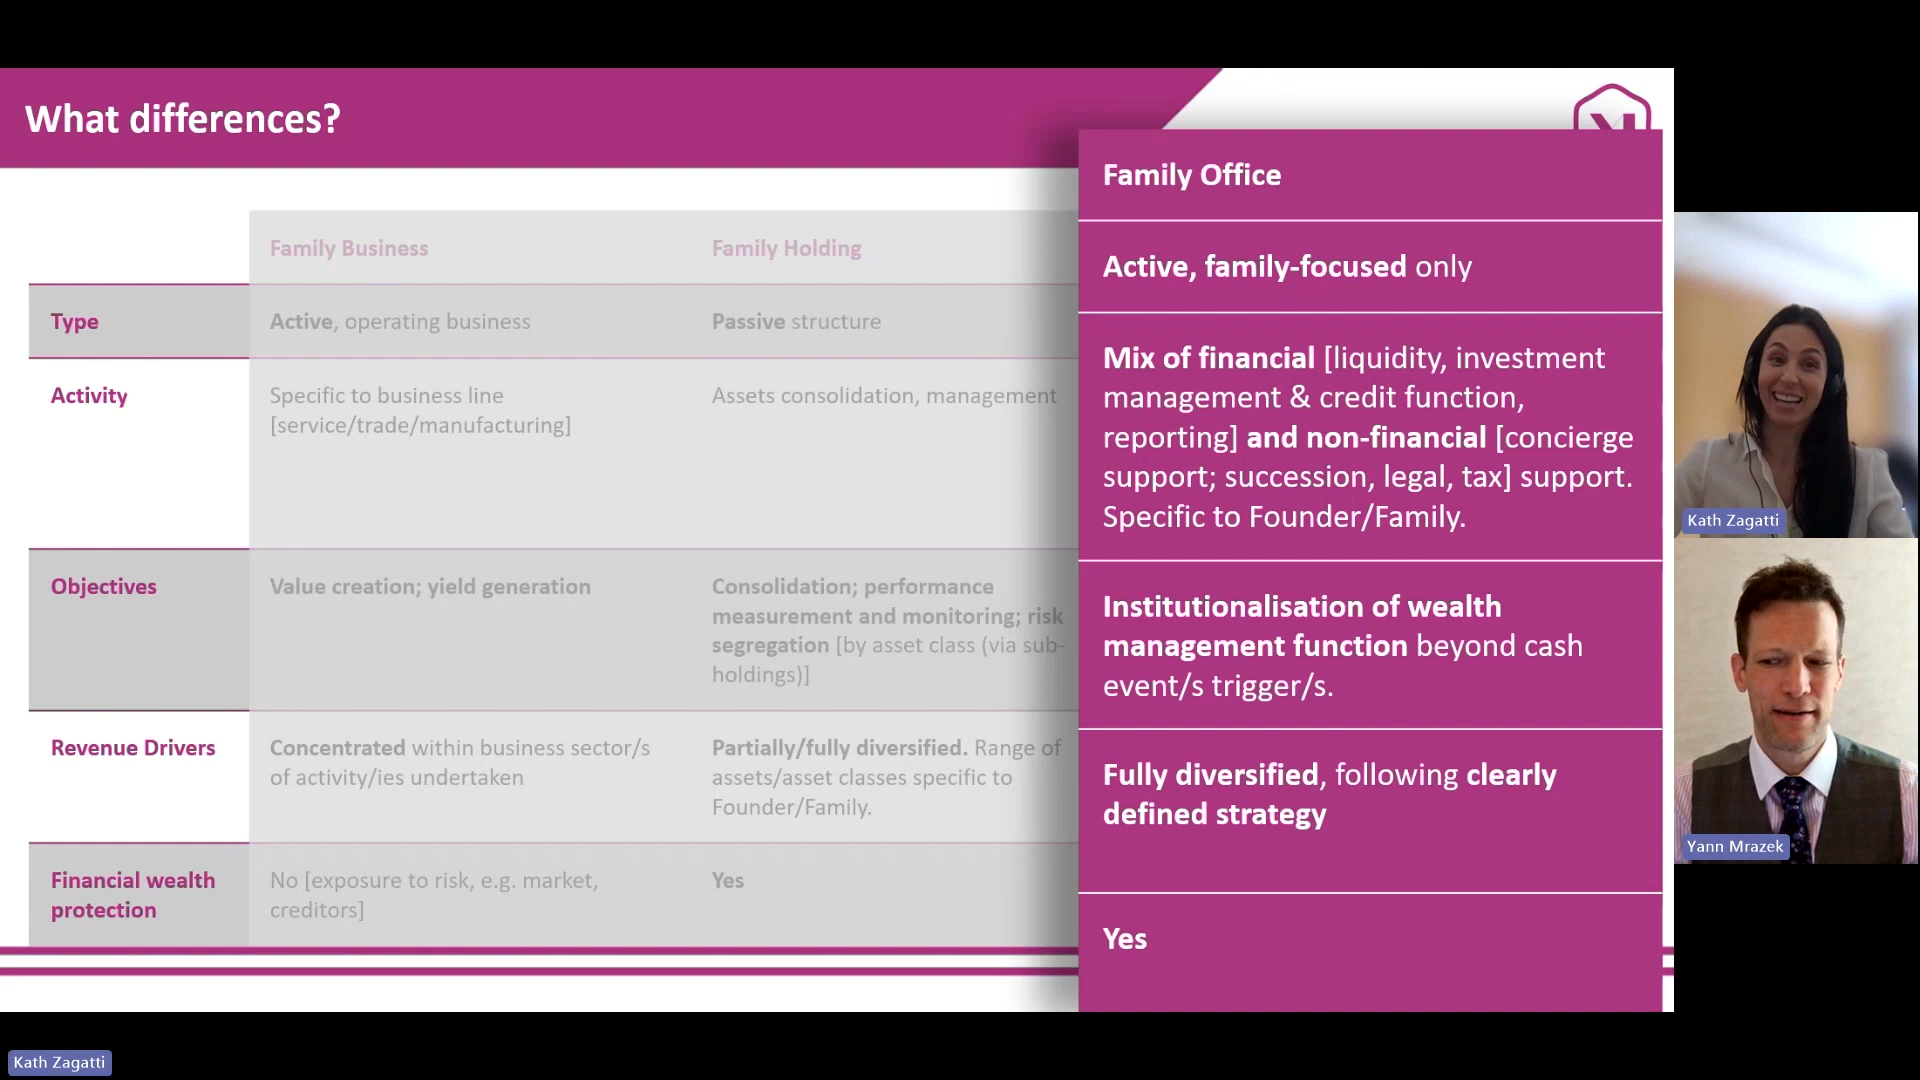 What differences?
Family Business
Family Holding
Family Office
Type
Active, operating business
Passive structure
Active, family-focused only
Activity
Specific to business line
[service/trade/manufacturing]
Assets consolidation, management
Mix of financial [liquidity, investment
management & credit function,
reporting] and non-financial [concierge
support; succession, legal, tax] support.
Specific to Founder/Family.
Objectives
Value creation; yield generation
Consolidation; performance
measurement and monitoring; risk
segregation [by asset class (via sub-
holdings)]
Institutionalisation of wealth
management function beyond cash
event/s trigger/s.
Revenue Drivers
Concentrated within business sector/s
of activity/ies undertaken
Partially/fully diversified. Range of
assets/asset classes specific to
Founder/Family.
Fully diversified, following clearly
defined strategy
Financial wealth
protection
No [exposure to risk, e.g. market,
creditors]
Yes
Yes
Kath Zagatti
Yann Mrazek
Kath Zagatti